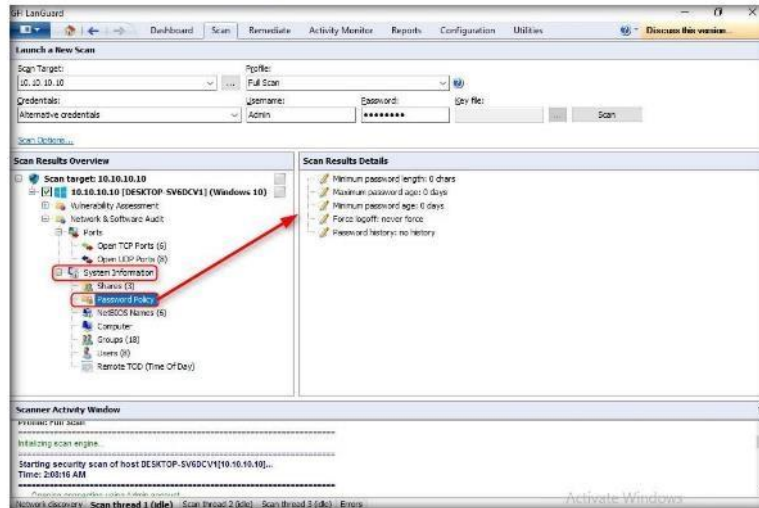 GFI LanGuard
Dashboard Scan Remediate Activity Monitor Reports Configuration Utilities Discuss this version...
Launch a New Scan
Scan Target: Profile:
10.10.10.10 ... Full Scan
Credentials: Username: Password: Key file:
Alternative credentials Admin •••••••• ... Scan
Scan Options...
Scan Results Overview
Scan target: 10.10.10.10
10.10.10.10 [DESKTOP-SV6DCV1] (Windows 10)
Vulnerability Assessment
Network & Software Audit
Ports
Open TCP Ports (6)
Open UDP Ports (8)
System Information
Shares (3)
Password Policy
NetBIOS Names (6)
Computer
Groups (18)
Users (8)
Remote TOD (Time Of Day)
Scan Results Details
Minimum password length: 0 chars
Maximum password age: 0 days
Minimum password age: 0 days
Force logoff: never force
Password history: no history
Scanner Activity Window
Profile: Full Scan
Initializing scan engine...
Starting security scan of host DESKTOP-SV6DCV1[10.10.10.10]...
Time: 2:08:16 AM
Activate Windows
Network discovery Scan thread 1 (idle) Scan thread 2 (idle) Scan thread 3 (idle) Errors